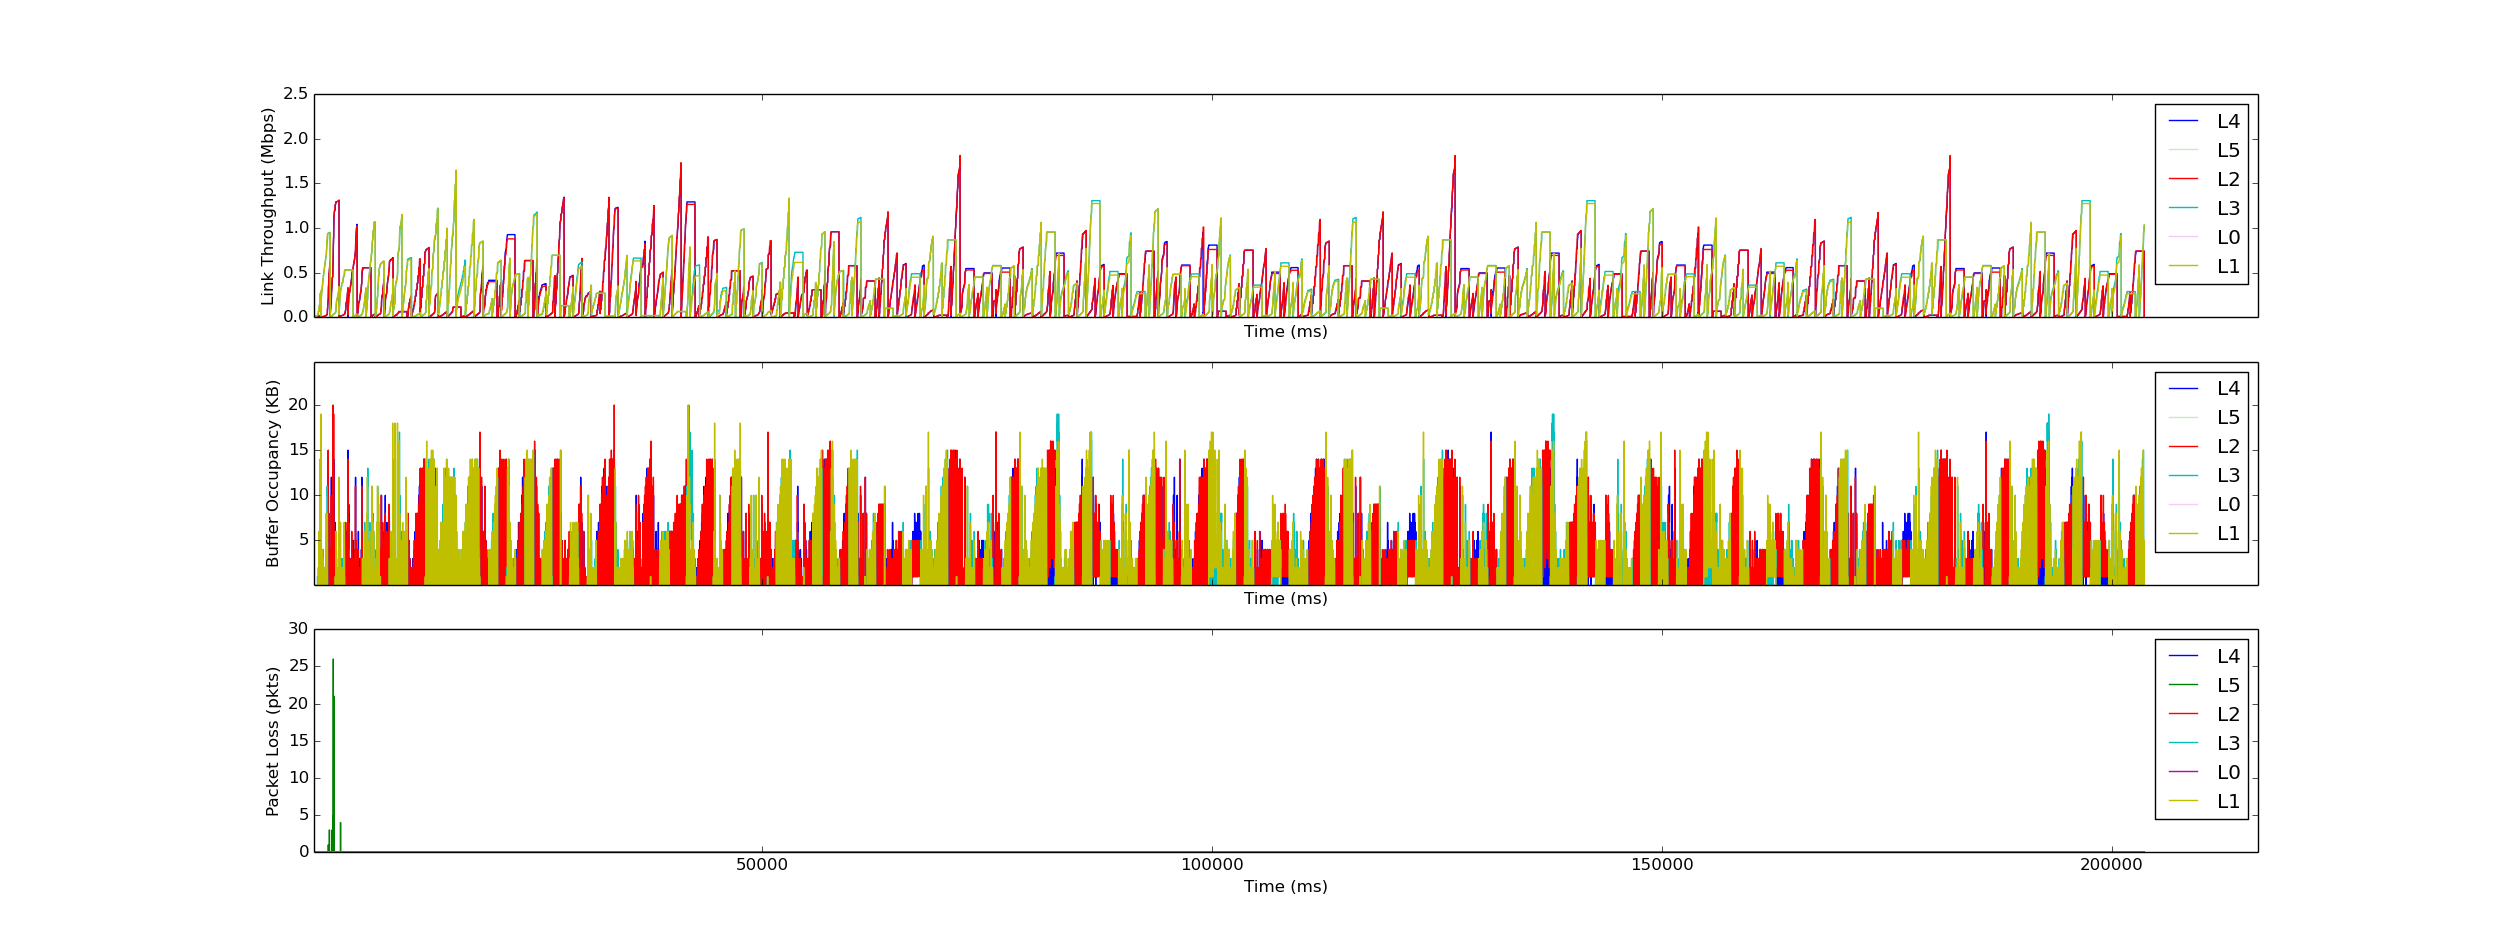 Link Throughput (Mbps)
2.5
2.0
1.5
1.0
0.5
0.0
L4
L5
L2
L3
L0
L1
Time (ms)
Buffer Occupancy (KB)
20
15
10
5
L4
L5
L2
L3
L0
L1
Time (ms)
Packet Loss (pkts)
30
25
20
15
10
5
0
L4
L5
L2
L3
L0
L1
50000 100000 150000 200000
Time (ms)